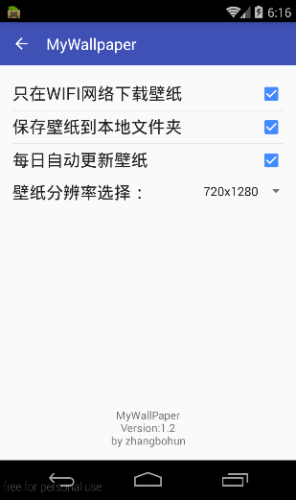 6:16
MyWallpaper
只在WIFI网络下载壁纸
保存壁纸到本地文件夹
每日自动更新壁纸
壁纸分辨率选择： 720x1280
MyWallPaper
Version:1.2
by zhangbohun
free for personal use